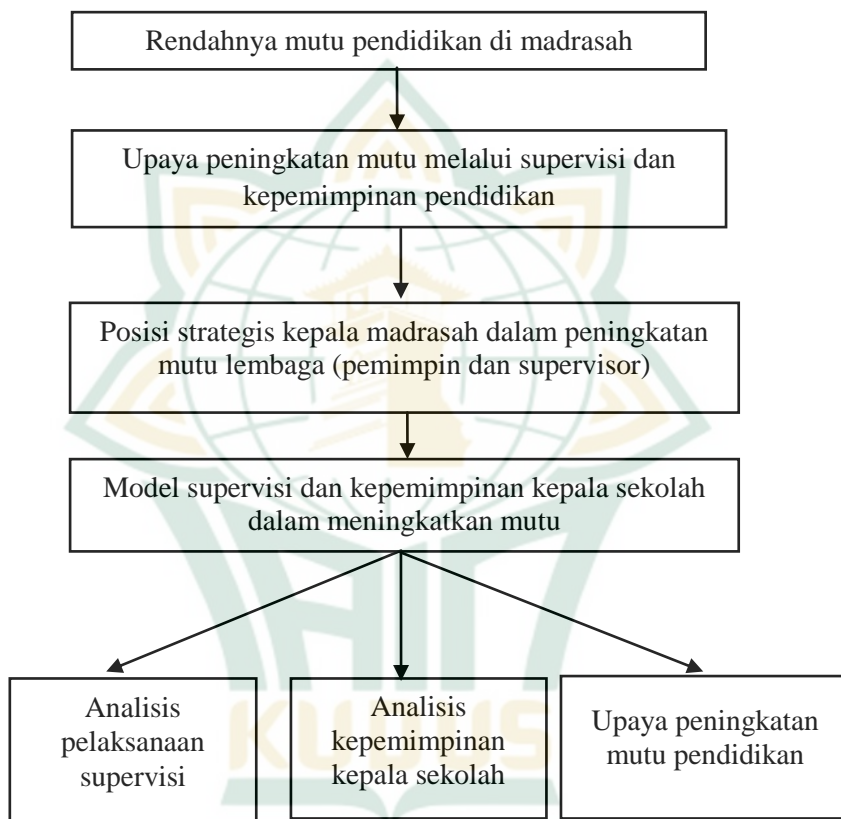 Rendahnya mutu pendidikan di madrasah
Upaya peningkatan mutu melalui supervisi dan
kepemimpinan pendidikan
Posisi strategis kepala madrasah dalam peningkatan
mutu lembaga (pemimpin dan supervisor)
Model supervisi dan kepemimpinan kepala sekolah
dalam meningkatkan mutu
Analisis
pelaksanaan
supervisi
Analisis
kepemimpinan
kepala sekolah
Upaya peningkatan
mutu pendidikan
KUDUS